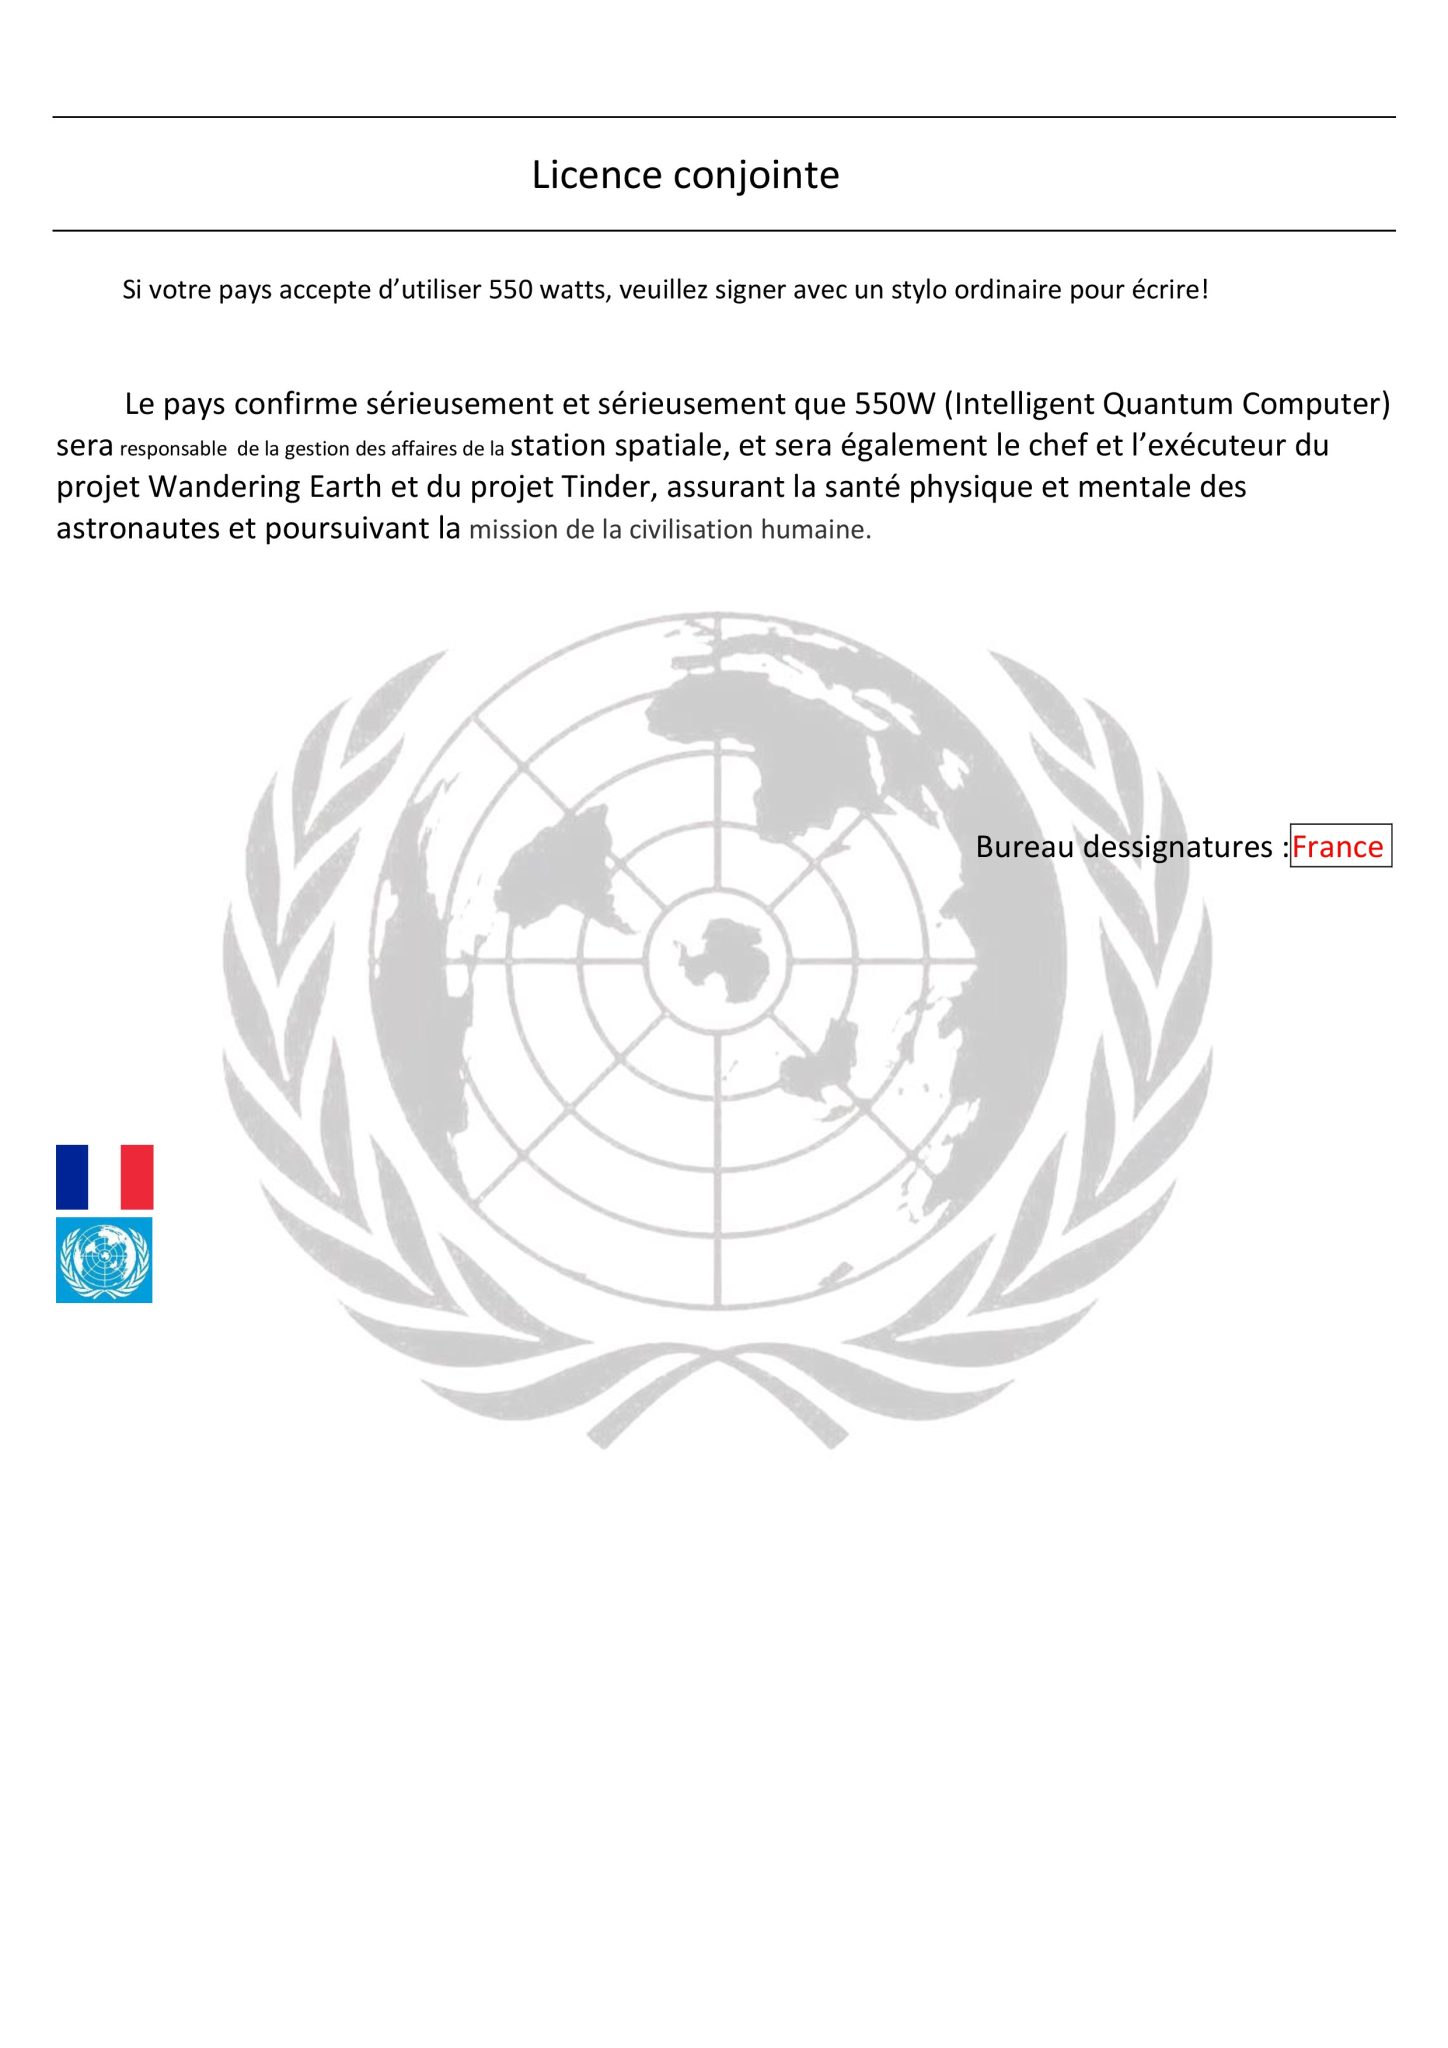 Licence conjointe
Si votre pays accepte d’utiliser 550 watts, veuillez signer avec un stylo ordinaire pour écrire!
Le pays confirme sérieusement et sérieusement que 550W (Intelligent Quantum Computer)
sera responsable de la gestion des affaires de la station spatiale, et sera également le chef et l’exécuteur du
projet Wandering Earth et du projet Tinder, assurant la santé physique et mentale des
astronautes et poursuivant la mission de la civilisation humaine.
Bureau dessignatures :France